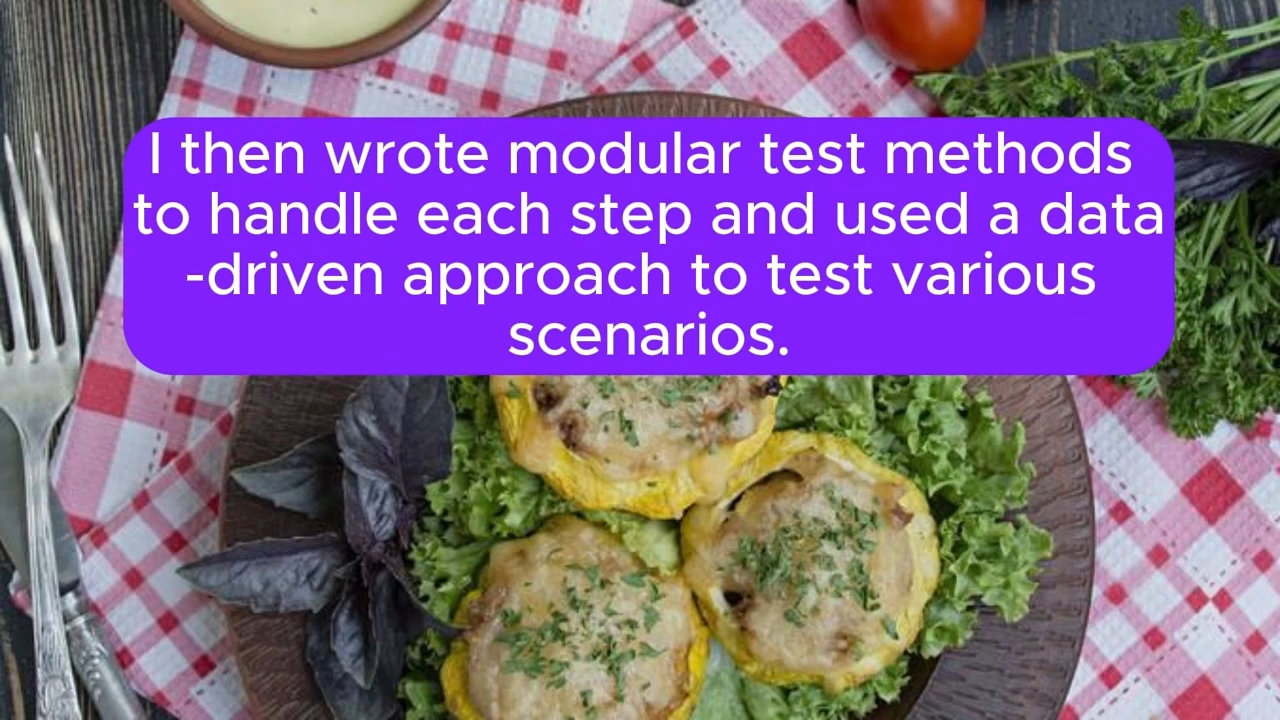 I then wrote modular test methods
to handle each step and used a data
-driven approach to test various
scenarios.